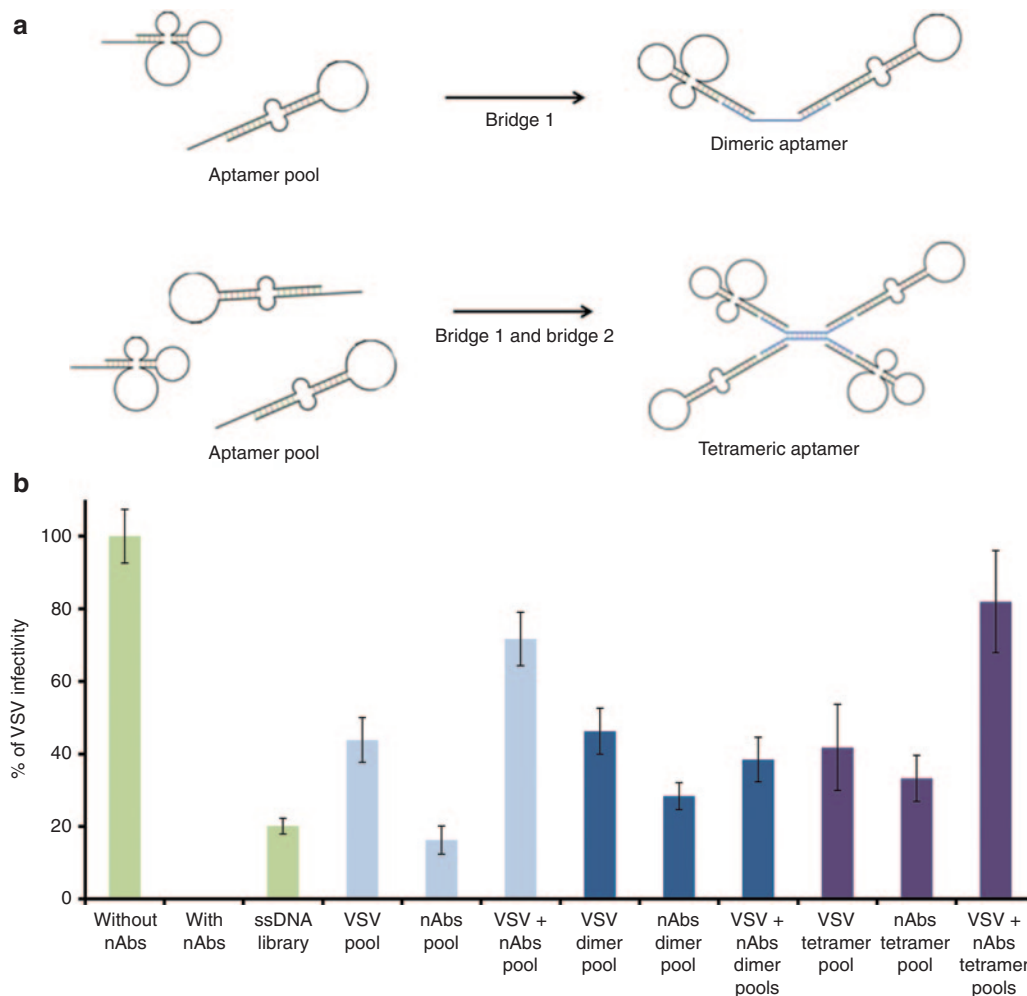 a
Bridge 1
Aptamer pool
Dimeric aptamer
Bridge 1 and bridge 2
Aptamer pool
Tetrameric aptamer
b
% of VSV infectivity
100
80
60
40
20
0
Without
nAbs
With
nAbs
ssDNA
library
VSV
pool
nAbs
pool
VSV +
nAbs
pool
VSV
dimer
pool
nAbs
dimer
pool
VSV +
nAbs
dimer
pools
VSV
tetramer
pool
nAbs
tetramer
pool
VSV +
nAbs
tetramer
pools